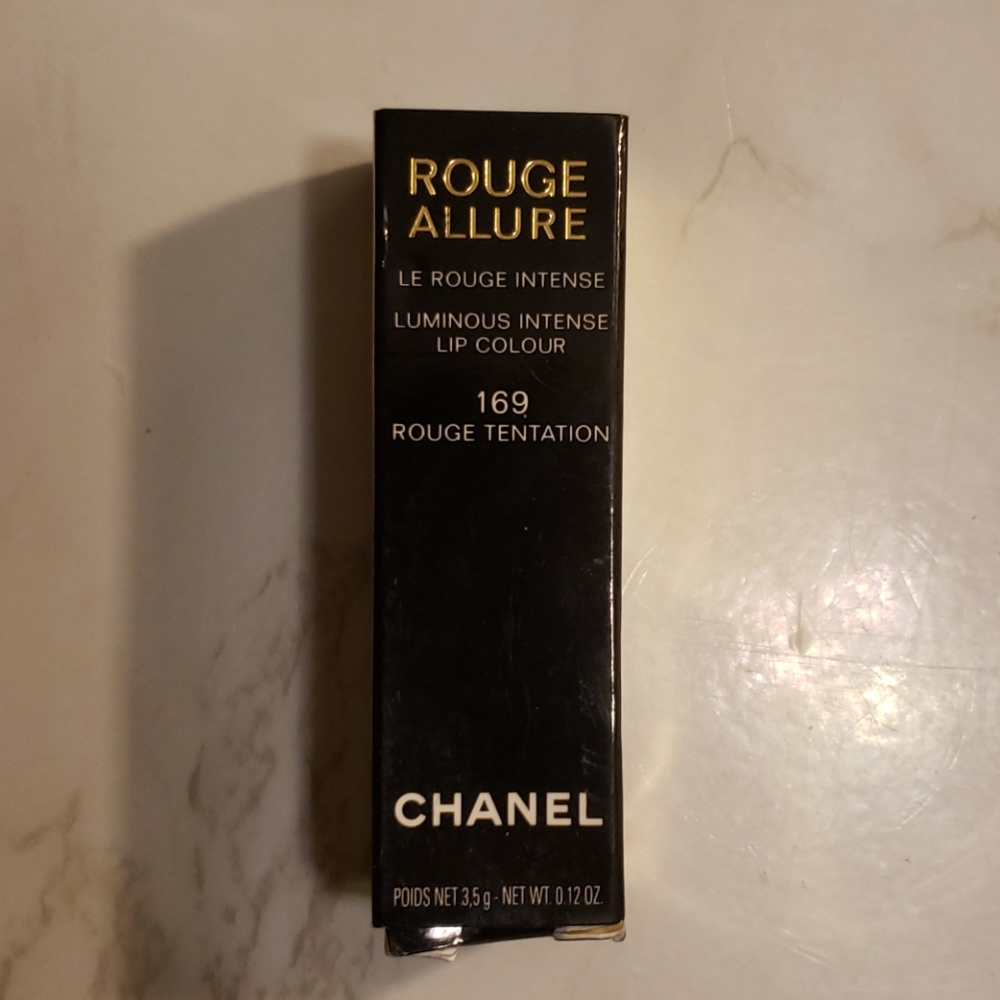 ROUGE
ALLURE
LE ROUGE INTENSE
LUMINOUS INTENSE
LIP COLOUR
169
ROUGE TENTATION
CHANEL
POIDS NET 3,5 g - NET WT. 0.12 OZ.